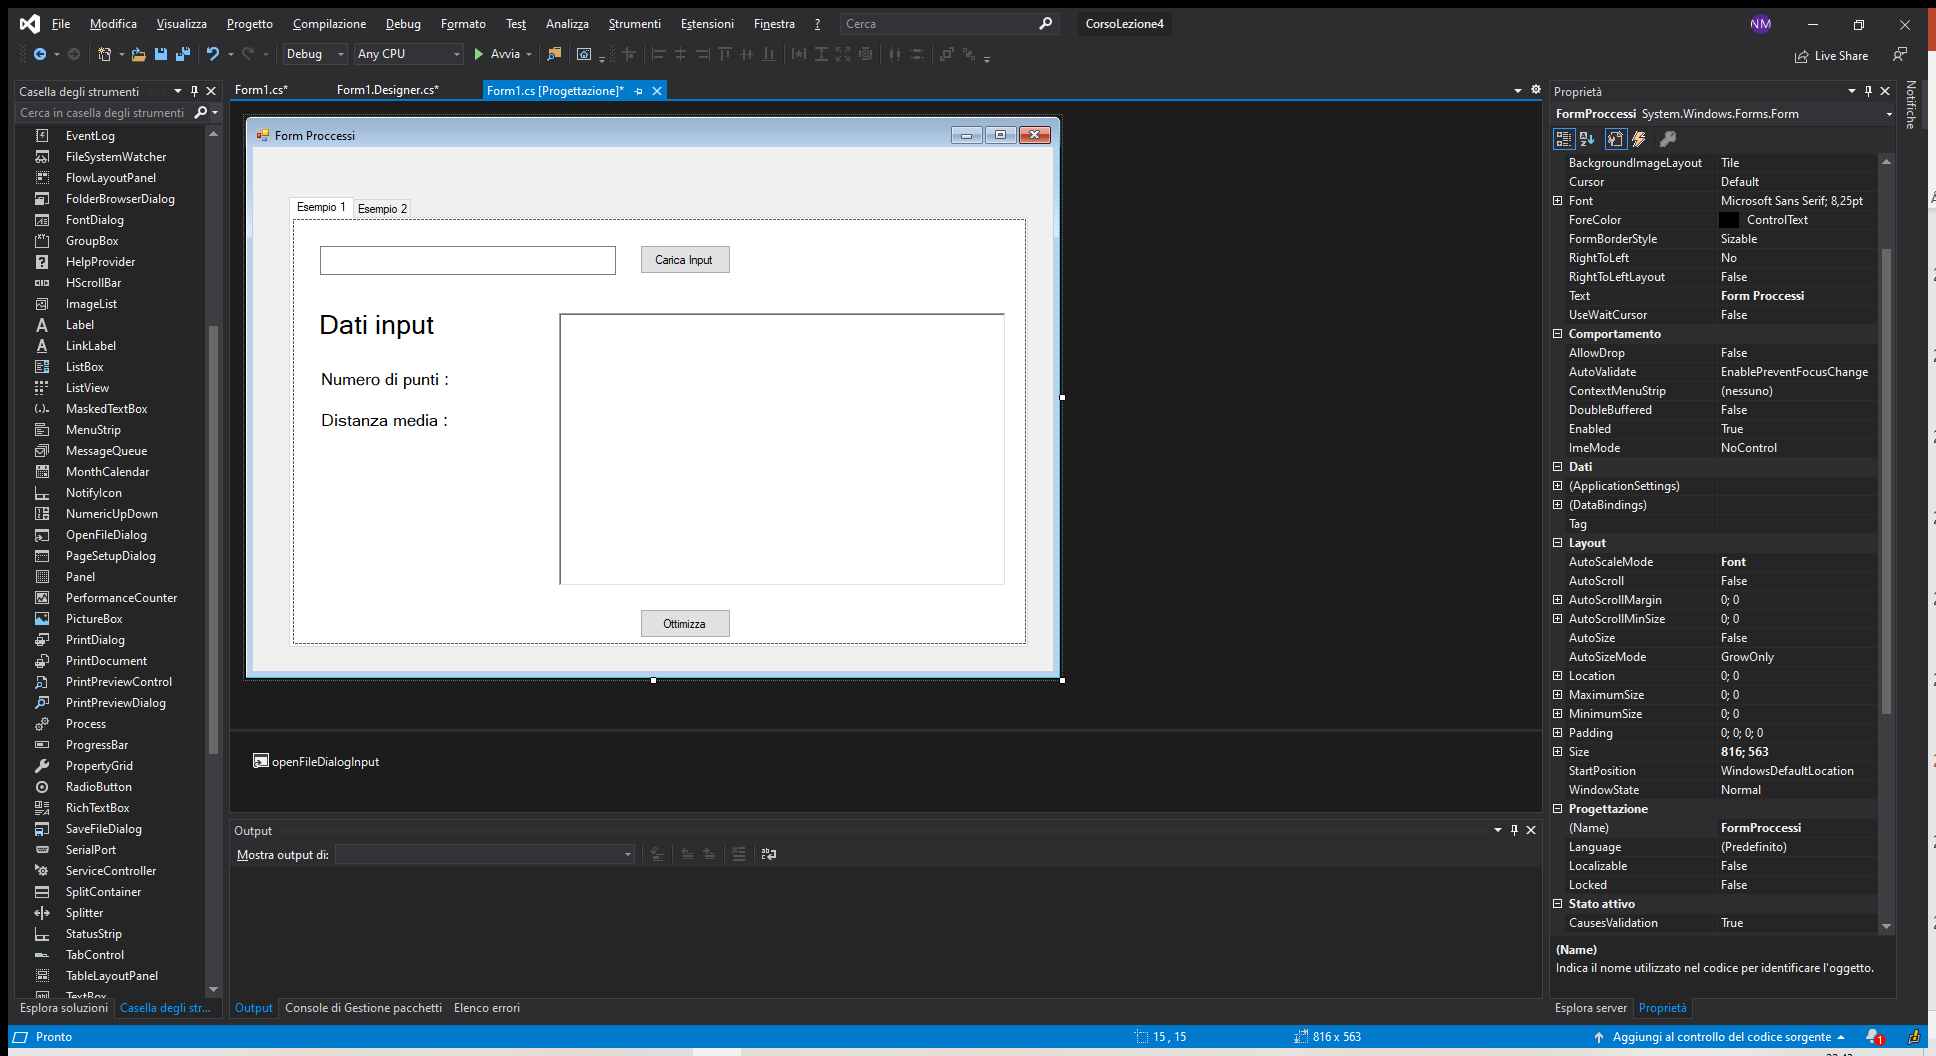 File Modifica Visualizza Progetto Compilazione Debug Formato Test Analizza Strumenti Estensioni Finestra ? Cerca CorsoLezione4 NM
Debug Any CPU Avvia Live Share
Casella degli strumenti
Cerca in casella degli strumenti
EventLog
FileSystemWatcher
FlowLayoutPanel
FolderBrowserDialog
FontDialog
GroupBox
HelpProvider
HScrollBar
ImageList
Label
LinkLabel
ListBox
ListView
MaskedTextBox
MenuStrip
MessageQueue
MonthCalendar
NotifyIcon
NumericUpDown
OpenFileDialog
PageSetupDialog
Panel
PerformanceCounter
PictureBox
PrintDialog
PrintDocument
PrintPreviewControl
PrintPreviewDialog
Process
ProgressBar
PropertyGrid
RadioButton
RichTextBox
SaveFileDialog
SerialPort
ServiceController
SplitContainer
Splitter
StatusStrip
TabControl
TableLayoutPanel
TextBox
Esplora soluzioni Casella degli str...
Form1.cs* Form1.Designer.cs* Form1.cs [Progettazione]*
Form Proccessi
Esempio 1 Esempio 2
Carica Input
Dati input
Numero di punti :
Distanza media :
Ottimizza
openFileDialogInput
Output
Mostra output di:
Output Console di Gestione pacchetti Elenco errori
Proprietà
FormProccessi System.Windows.Forms.Form
BackgroundImageLayout Tile
Cursor Default
Font Microsoft Sans Serif; 8,25pt
ForeColor ControlText
FormBorderStyle Sizable
RightToLeft No
RightToLeftLayout False
Text Form Proccessi
UseWaitCursor False
Comportamento
AllowDrop False
AutoValidate EnablePreventFocusChange
ContextMenuStrip (nessuno)
DoubleBuffered False
Enabled True
ImeMode NoControl
Dati
(ApplicationSettings)
(DataBindings)
Tag
Layout
AutoScaleMode Font
AutoScroll False
AutoScrollMargin 0; 0
AutoScrollMinSize 0; 0
AutoSize False
AutoSizeMode GrowOnly
Location 0; 0
MaximumSize 0; 0
MinimumSize 0; 0
Padding 0; 0; 0; 0
Size 816; 563
StartPosition WindowsDefaultLocation
WindowState Normal
Progettazione
(Name) FormProccessi
Language (Predefinito)
Localizable False
Locked False
Stato attivo
CausesValidation True
(Name)
Indica il nome utilizzato nel codice per identificare l'oggetto.
Esplora server Proprietà
Notifiche
Pronto 15 , 15 816 x 563 Aggiungi al controllo del codice sorgente 1